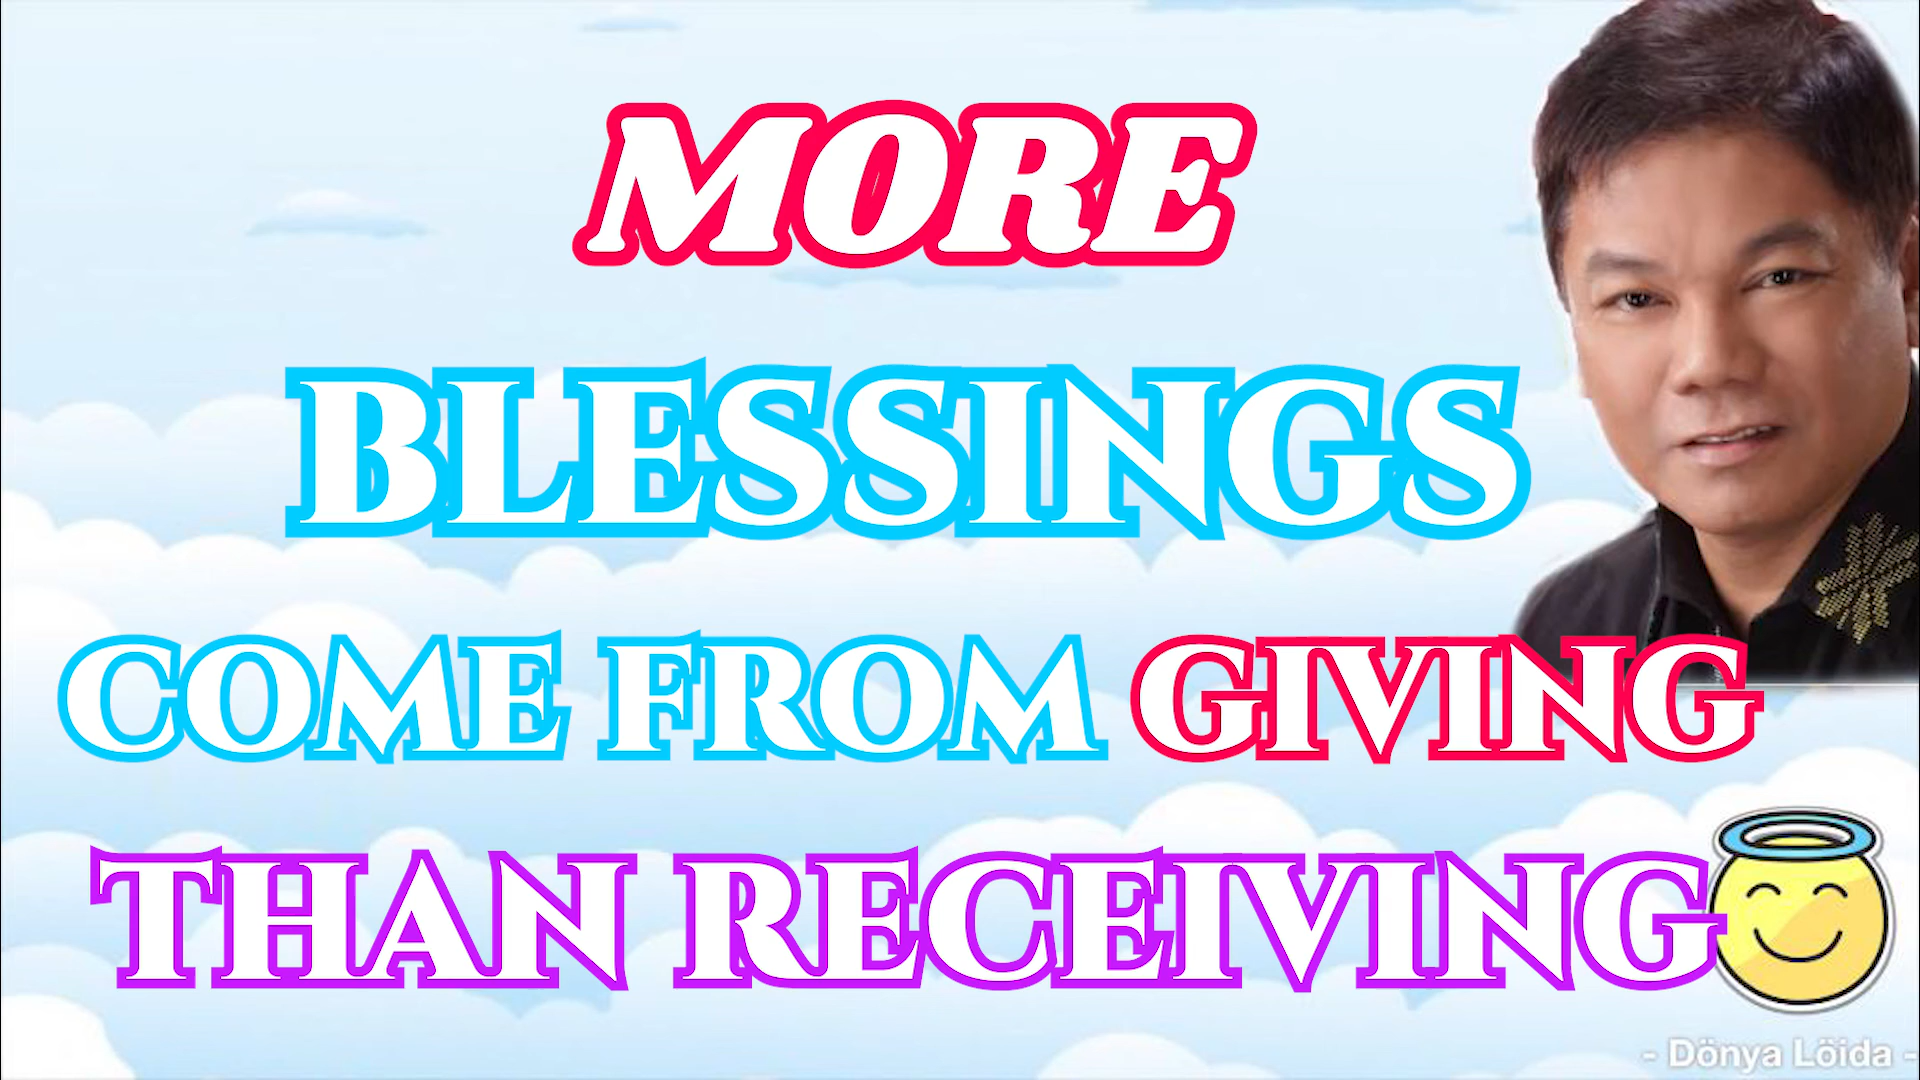 MORE
BLESSINGS
COME FROM GIVING
THAN RECEIVING
- Dönya Löida -